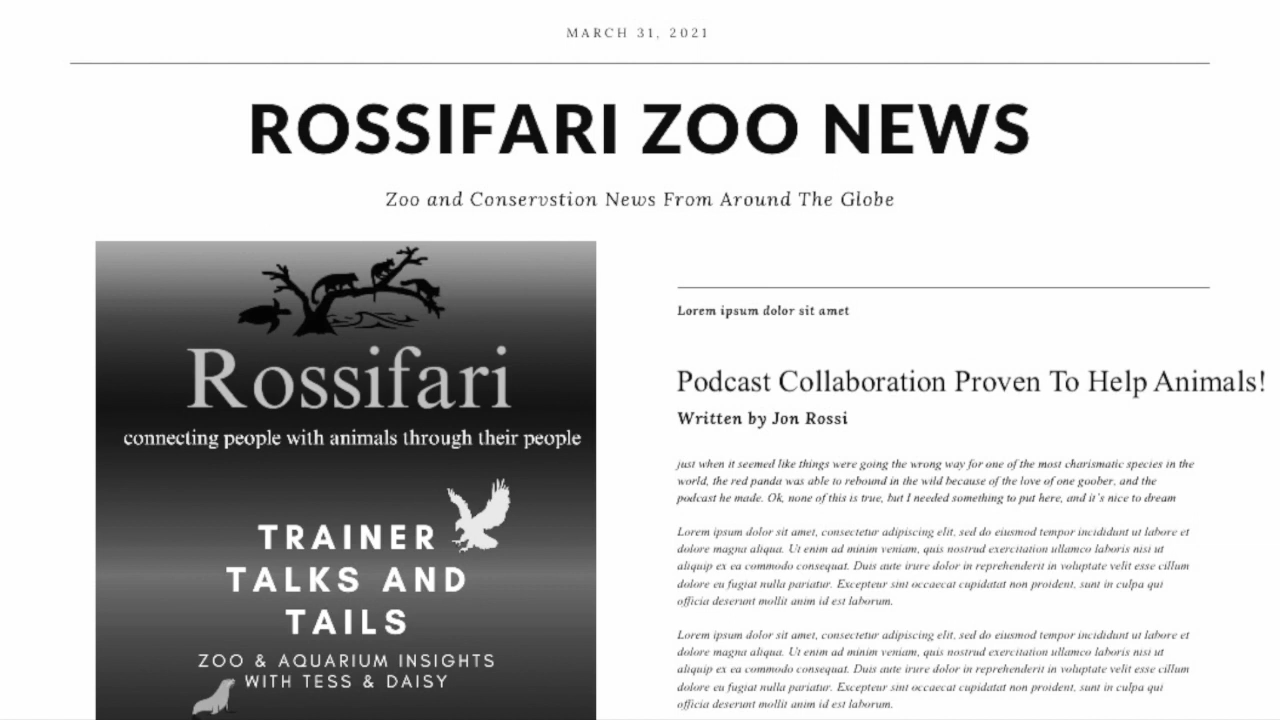 MARCH 31, 2021
ROSSIFARI ZOO NEWS
Zoo and Conservstion News From Around The Globe
Rossifari
connecting people with animals through their people
TRAINER
TALKS AND
TAILS
ZOO & AQUARIUM INSIGHTS
WITH TESS & DAISY
Lorem ipsum dolor sit amet
Podcast Collaboration Proven To Help Animals!
Written by Jon Rossi
just when it seemed like things were going the wrong way for one of the most charismatic species in the
world, the red panda was able to rebound in the wild because of the love of one goober, and the
podcast he made. Ok, none of this is true, but I needed something to put here, and it's nice to dream
Lorem ipsum dolor sit amet, consectetur adipiscing elit, sed do eiusmod tempor incididunt ut labore et
dolore magna aliqua. Ut enim ad minim veniam, quis nostrud exercitation ullamco laboris nisi ut
aliquip ex ea commodo consequat. Duis aute irure dolor in reprehenderit in voluptate velit esse cillum
dolore eu fugiat nulla pariatur. Excepteur sint occaecat cupidatat non proident, sunt in culpa qui
officia deserunt mollit anim id est laborum.
Lorem ipsum dolor sit amet, consectetur adipiscing elit, sed do eiusmod tempor incididunt ut labore et
dolore magna aliqua. Ut enim ad minim veniam, quis nostrud exercitation ullamco laboris nisi ut
aliquip ex ea commodo consequat. Duis aute irure dolor in reprehenderit in voluptate velit esse cillum
dolore eu fugiat nulla pariatur. Excepteur sint occaecat cupidatat non proident, sunt in culpa qui
officia deserunt mollit anim id est laborum.